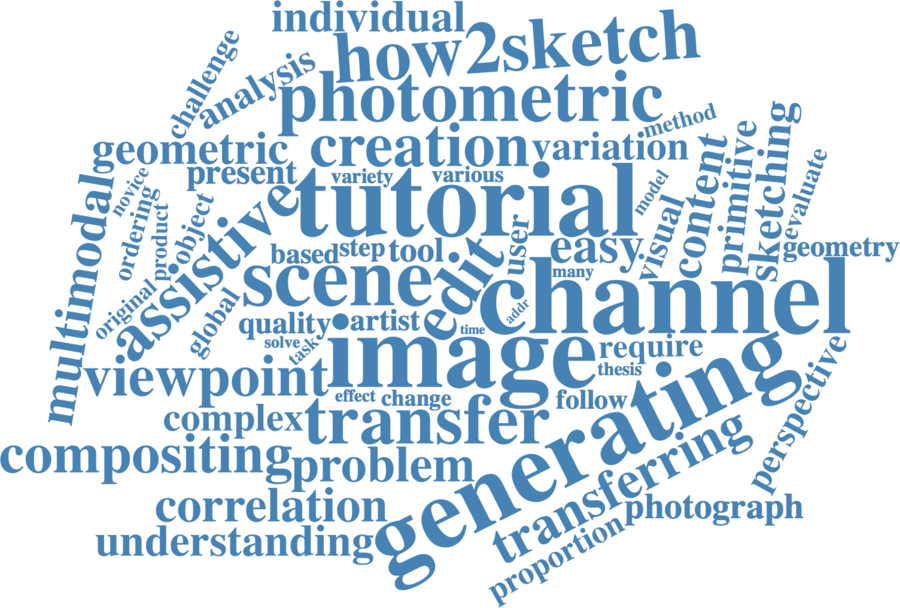 individual
how2sketch
challenge
analysis
photometric
method
geometric
creation
variation
present
variety
various
tutorial
novice
ordering
product
object
assistive
multimodal
model
visual
content
primitive
sketching
evaluate
geometry
based
step
tool
edit
user
easy
many
scene
channel
original
global
quality
artist
time
addr
solve
task
image
require
thesis
viewpoint
effect
change
follow
generating
perspective
complex
transfer
compositing
problem
transferring
correlation
photograph
understanding
proportion